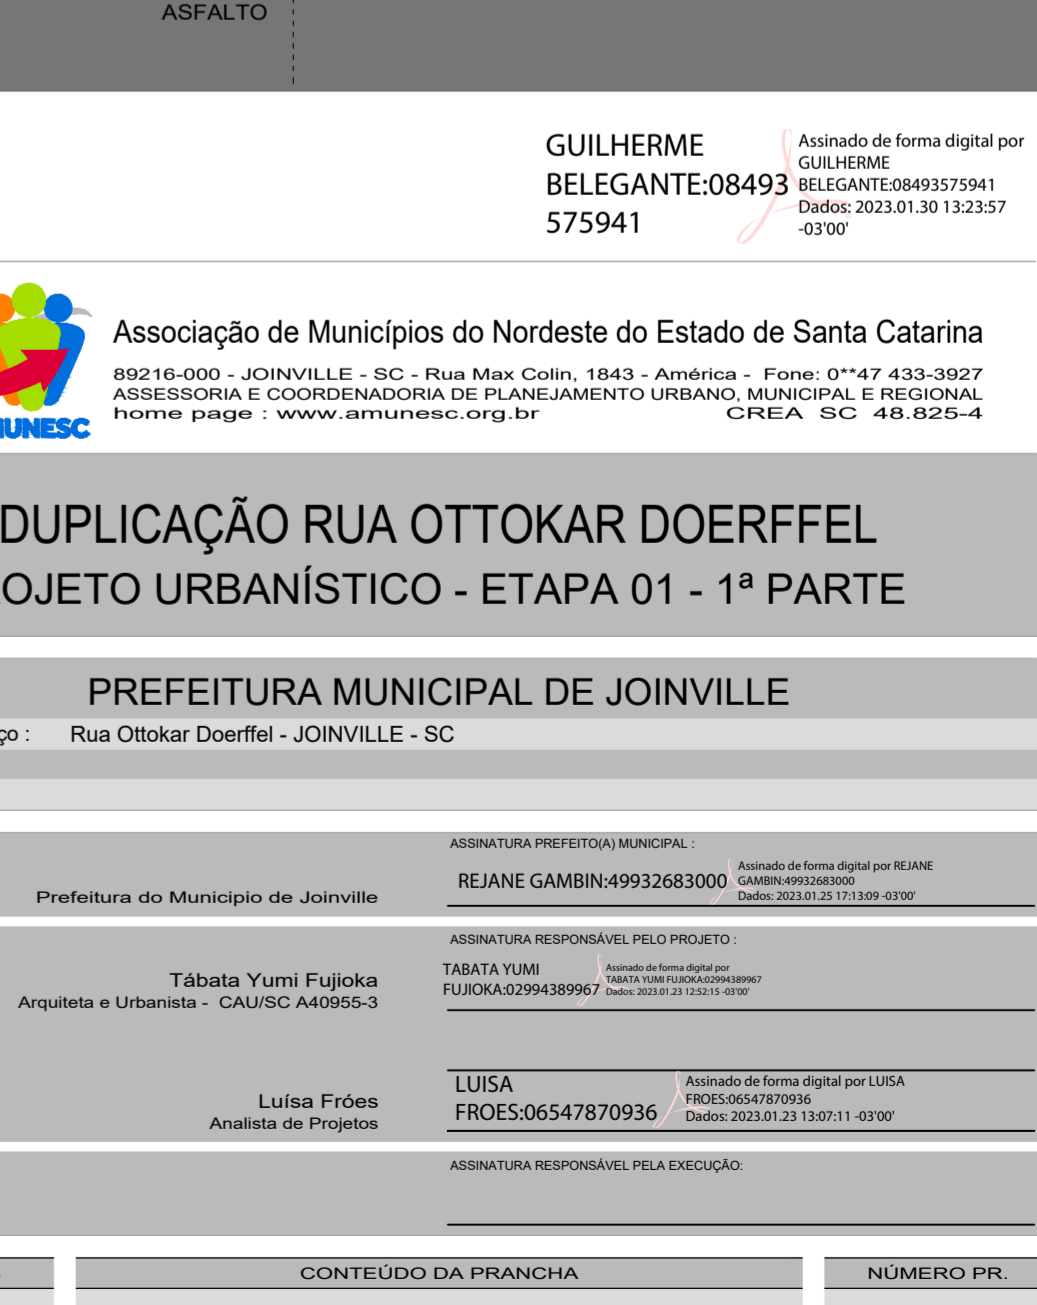 ASFALTO
GUILHERME
BELEGANTE:08493
575941
Assinado de forma digital por
GUILHERME
BELEGANTE:08493575941
Dados: 2023.01.30 13:23:57
-03'00'
Associação de Municípios do Nordeste do Estado de Santa Catarina
89216-000 - JOINVILLE - SC - Rua Max Colin, 1843 - América - Fone: 0**47 433-3927
ASSESSORIA E COORDENADORIA DE PLANEJAMENTO URBANO, MUNICIPAL E REGIONAL
home page : www.amunesc.org.br CREA SC 48.825-4
MUNESC
DUPLICAÇÃO RUA OTTOKAR DOERFFEL
OJETO URBANÍSTICO - ETAPA 01 - 1ª PARTE
PREFEITURA MUNICIPAL DE JOINVILLE
ço : Rua Ottokar Doerffel - JOINVILLE - SC
ASSINATURA PREFEITO(A) MUNICIPAL :
Prefeitura do Municipio de Joinville
REJANE GAMBIN:49932683000
Assinado de forma digital por REJANE
GAMBIN:49932683000
Dados: 2023.01.25 17:13:09 -03'00'
ASSINATURA RESPONSÁVEL PELO PROJETO :
Tábata Yumi Fujioka
Arquiteta e Urbanista - CAU/SC A40955-3
TABATA YUMI
FUJIOKA:02994389967
Assinado de forma digital por
TABATA YUMI FUJIOKA:02994389967
Dados: 2023.01.23 12:52:15 -03'00'
Luísa Fróes
Analista de Projetos
LUISA
FROES:06547870936
Assinado de forma digital por LUISA
FROES:06547870936
Dados: 2023.01.23 13:07:11 -03'00'
ASSINATURA RESPONSÁVEL PELA EXECUÇÃO:
CONTEÚDO DA PRANCHA
NÚMERO PR.